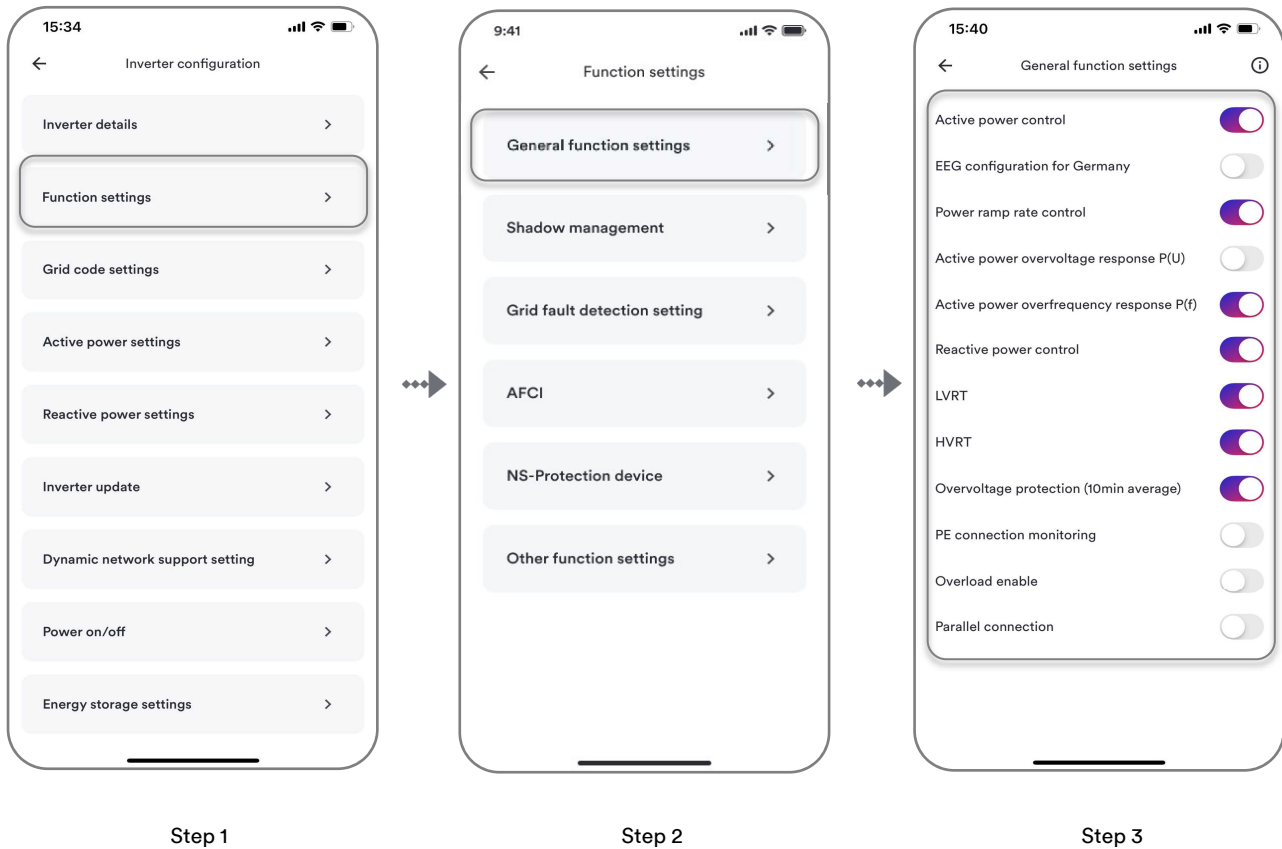 15:34
Inverter configuration
Inverter details
Function settings
Grid code settings
Active power settings
Reactive power settings
Inverter update
Dynamic network support setting
Power on/off
Energy storage settings
Step 1
9:41
Function settings
General function settings
Shadow management
Grid fault detection setting
AFCI
NS-Protection device
Other function settings
Step 2
15:40
General function settings
Active power control
EEG configuration for Germany
Power ramp rate control
Active power overvoltage response P(U)
Active power overfrequency response P(f)
Reactive power control
LVRT
HVRT
Overvoltage protection (10min average)
PE connection monitoring
Overload enable
Parallel connection
Step 3